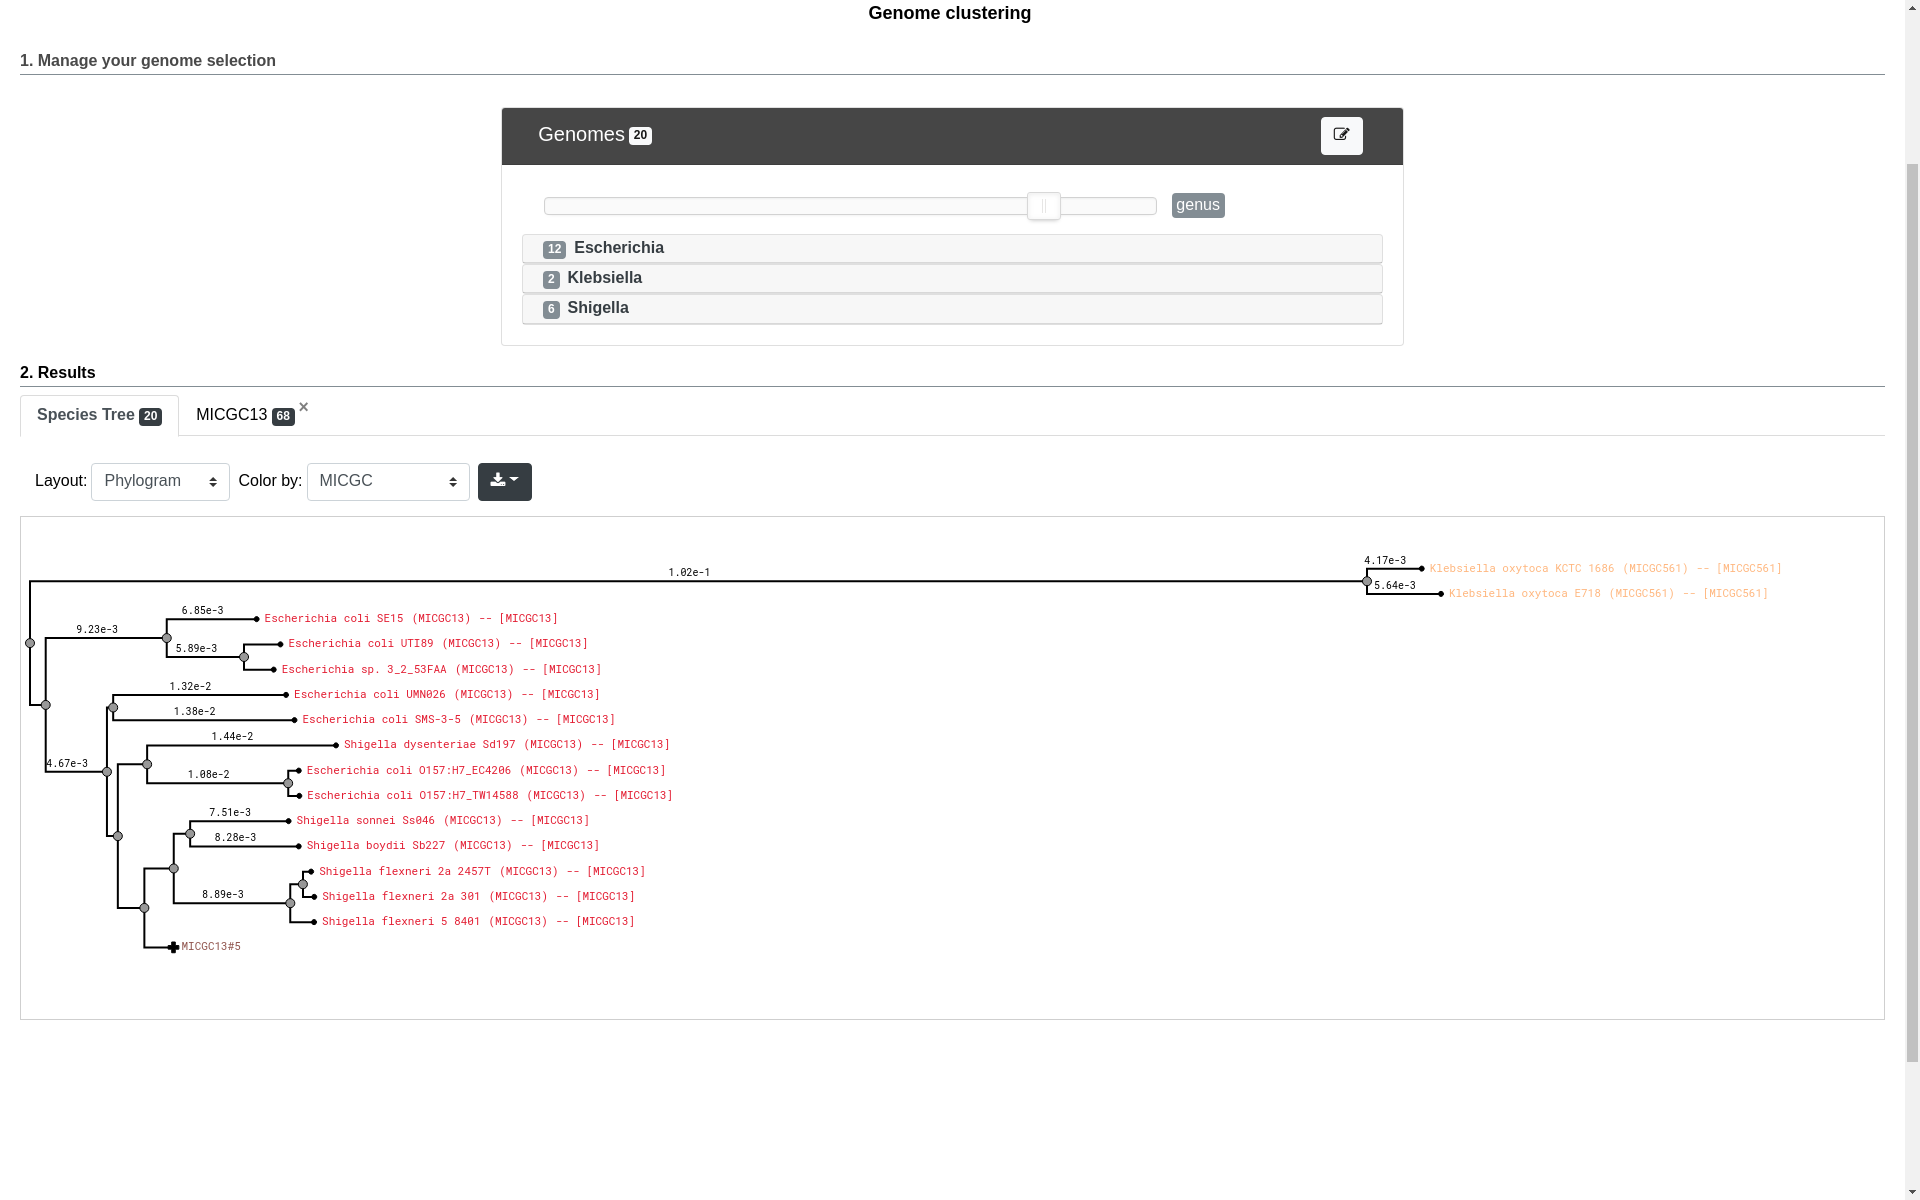 Genome clustering
1. Manage your genome selection
Genomes 20
genus
12 Escherichia
2 Klebsiella
6 Shigella
2. Results
Species Tree 20 MICGC13 68 ×
Layout: Phylogram Color by: MICGC
4.17e-3
Klebsiella oxytoca KCTC 1686 (MICGC561) -- [MICGC561]
1.02e-1
5.64e-3
Klebsiella oxytoca E718 (MICGC561) -- [MICGC561]
6.85e-3
Escherichia coli SE15 (MICGC13) -- [MICGC13]
9.23e-3
Escherichia coli UTI89 (MICGC13) -- [MICGC13]
5.89e-3
Escherichia sp. 3_2_53FAA (MICGC13) -- [MICGC13]
1.32e-2
Escherichia coli UMN026 (MICGC13) -- [MICGC13]
1.38e-2
Escherichia coli SMS-3-5 (MICGC13) -- [MICGC13]
1.44e-2
Shigella dysenteriae Sd197 (MICGC13) -- [MICGC13]
4.67e-3
Escherichia coli O157:H7_EC4206 (MICGC13) -- [MICGC13]
1.08e-2
Escherichia coli O157:H7_TW14588 (MICGC13) -- [MICGC13]
7.51e-3
Shigella sonnei Ss046 (MICGC13) -- [MICGC13]
8.28e-3
Shigella boydii Sb227 (MICGC13) -- [MICGC13]
Shigella flexneri 2a 2457T (MICGC13) -- [MICGC13]
8.89e-3
Shigella flexneri 2a 301 (MICGC13) -- [MICGC13]
Shigella flexneri 5 8401 (MICGC13) -- [MICGC13]
MICGC13#5